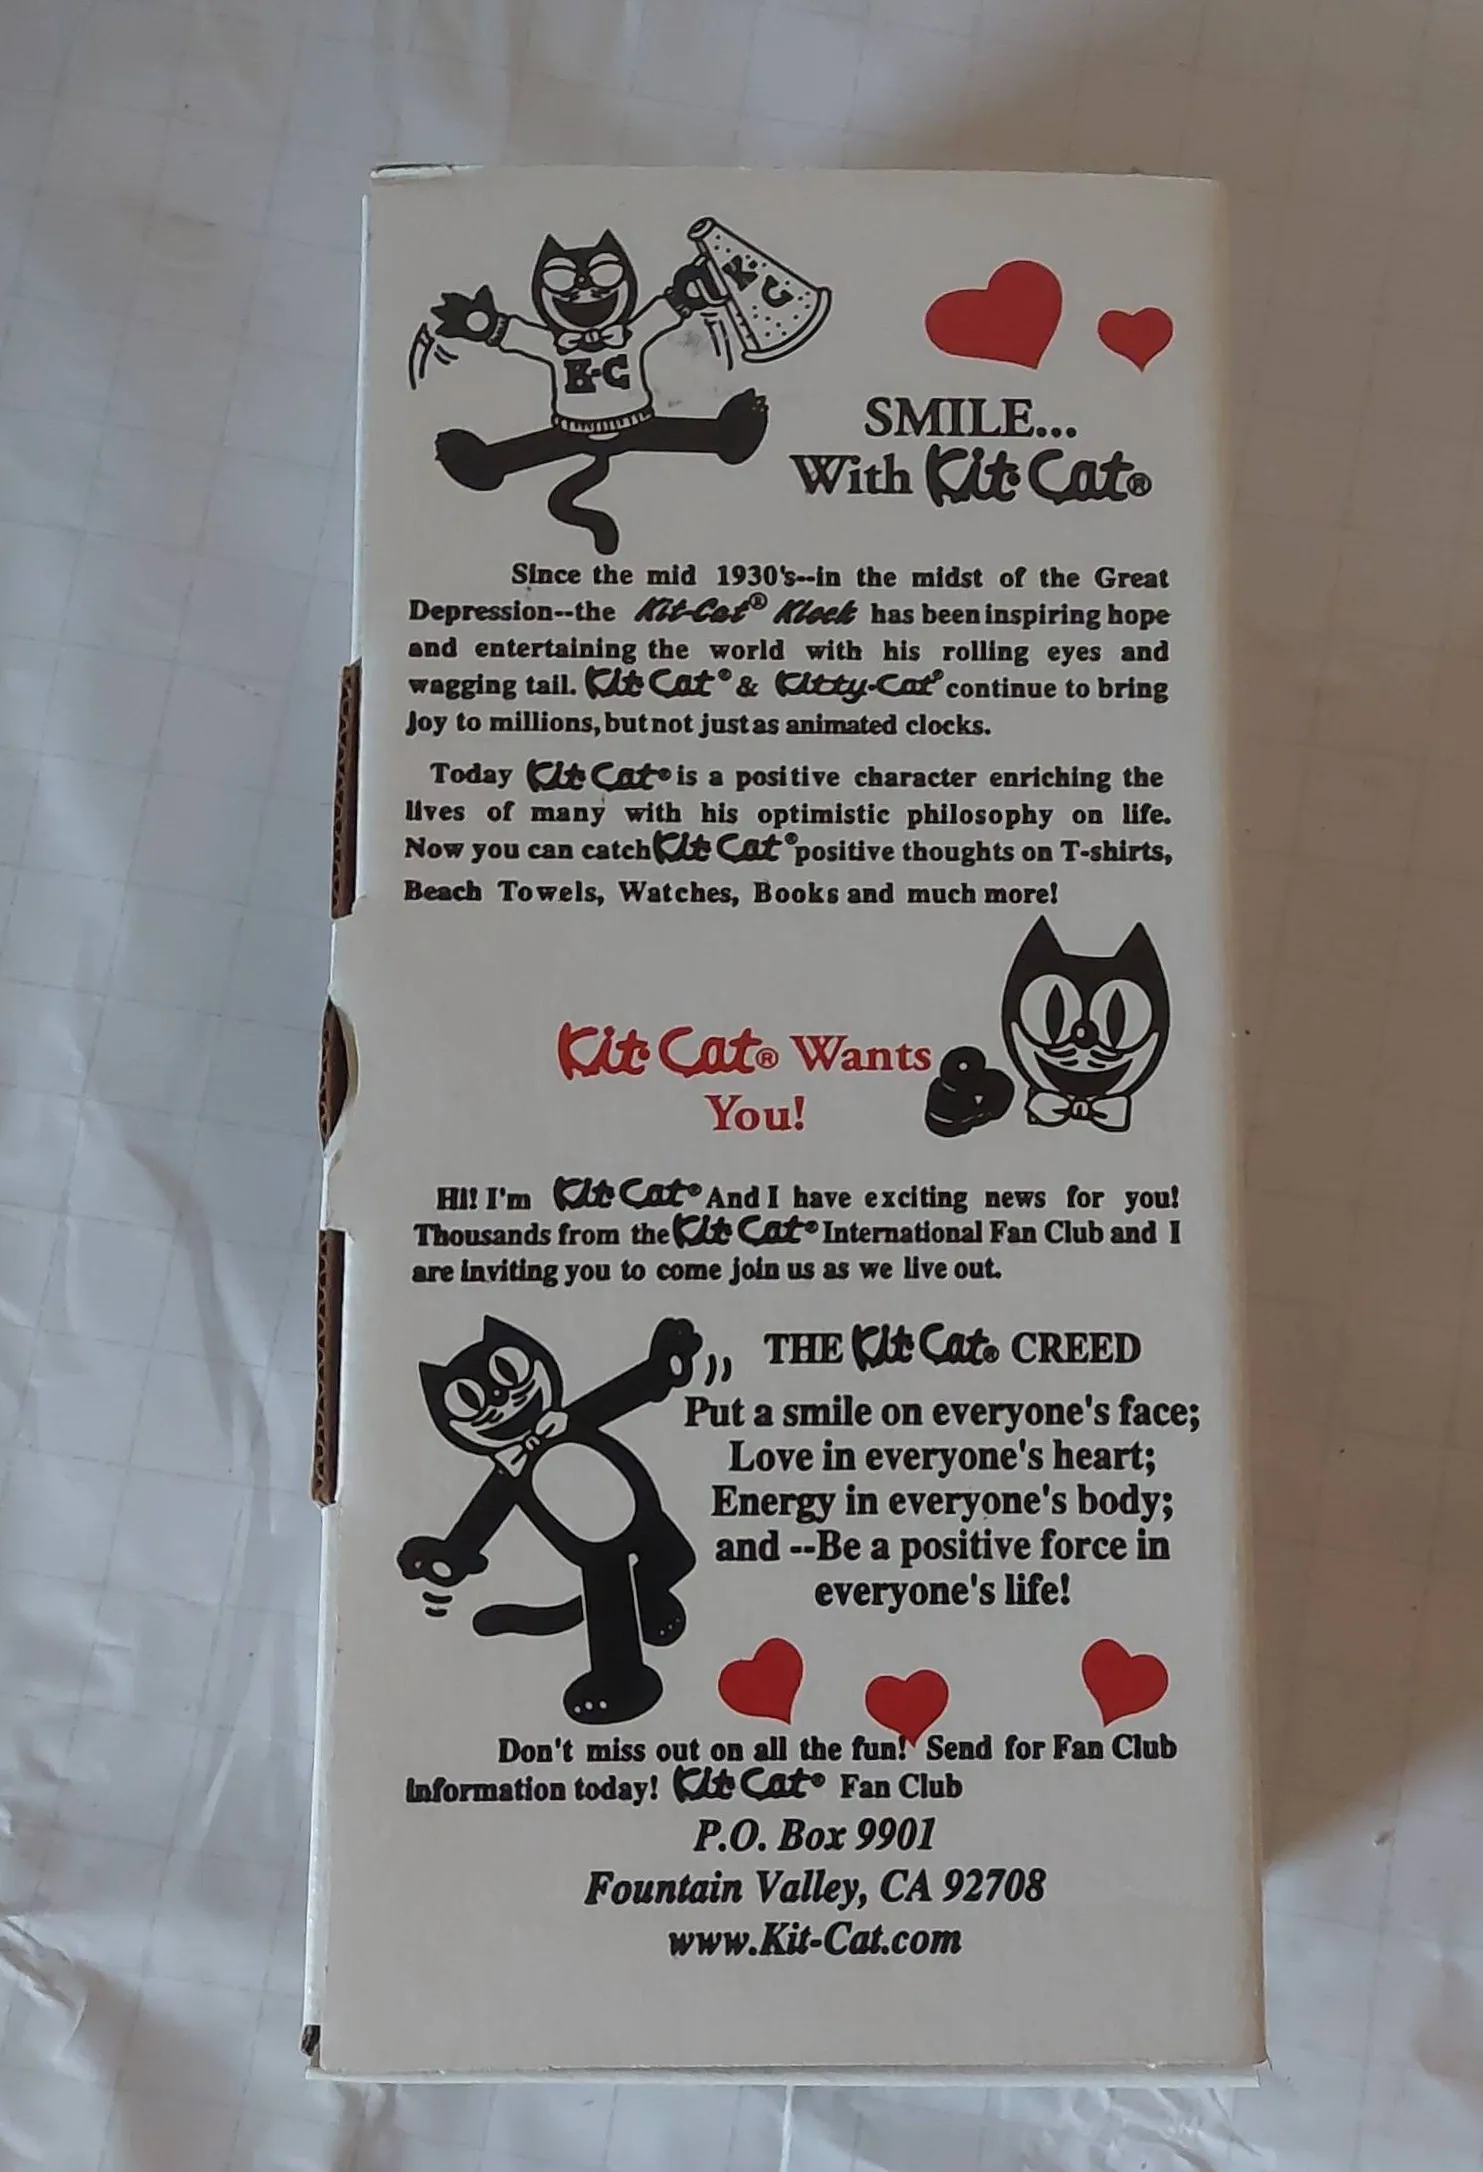 K-C
K-C
SMILE...
With Kit Cat®
Since the mid 1930's--in the midst of the Great
Depression--the Kit-Cat® Klock has been inspiring hope
and entertaining the world with his rolling eyes and
wagging tail. Kit Cat® & Kitty-Cat® continue to bring
Joy to millions, but not just as animated clocks.
Today Kit Cat® is a positive character enriching the
lives of many with his optimistic philosophy on life.
Now you can catch Kit Cat® positive thoughts on T-shirts,
Beach Towels, Watches, Books and much more!
Kit Cat® Wants
You!
Hi! I'm Kit Cat® And I have exciting news for you!
Thousands from the Kit Cat® International Fan Club and I
are inviting you to come join us as we live out.
THE Kit Cat® CREED
Put a smile on everyone's face;
Love in everyone's heart;
Energy in everyone's body;
and --Be a positive force in
everyone's life!
Don't miss out on all the fun! Send for Fan Club
Information today! Kit Cat® Fan Club
P.O. Box 9901
Fountain Valley, CA 92708
www.Kit-Cat.com